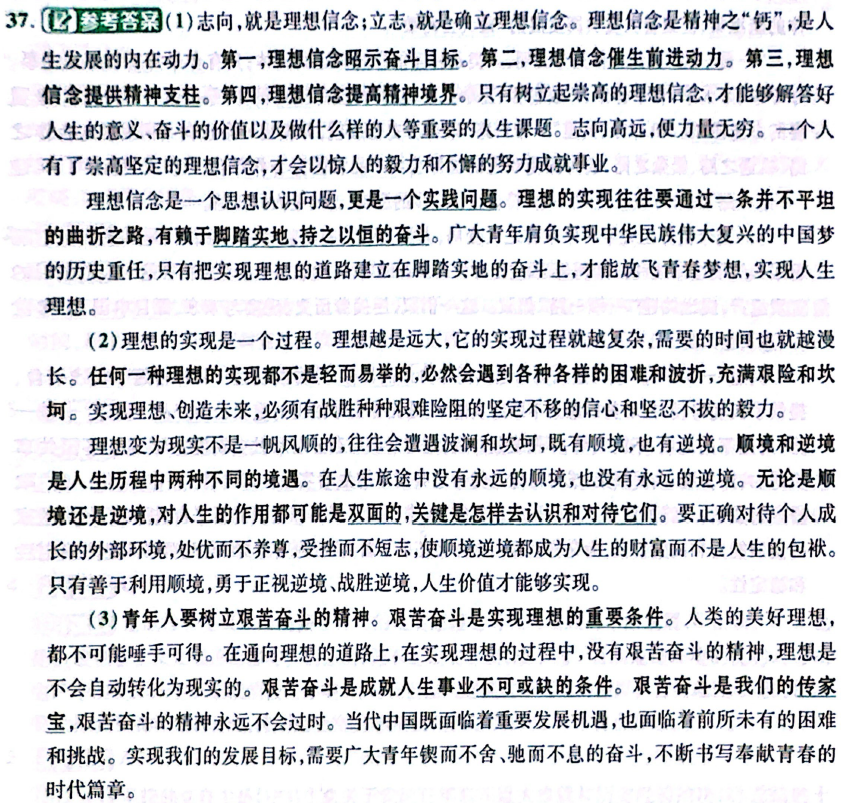 37.参考答案(1)志向,就是理想信念;立志,就是确立理想信念。理想信念是精神之“钙”,是人
生发展的内在动力。第一,理想信念昭示奋斗目标。第二,理想信念催生前进动力。第三,理想
信念提供精神支柱。第四,理想信念提高精神境界。只有树立起崇高的理想信念,才能够解答好
人生的意义、奋斗的价值以及做什么样的人等重要的人生课题。志向高远,便力量无穷。一个人
有了崇高坚定的理想信念,才会以惊人的毅力和不懈的努力成就事业。
理想信念是一个思想认识问题,更是一个实践问题。理想的实现往往要通过一条并不平坦
的曲折之路,有赖于脚踏实地、持之以恒的奋斗。广大青年肩负实现中华民族伟大复兴的中国梦
的历史重任,只有把实现理想的道路建立在脚踏实地的奋斗上,才能放飞青春梦想,实现人生
理想。
(2)理想的实现是一个过程。理想越是远大,它的实现过程就越复杂,需要的时间也就越漫
长。任何一种理想的实现都不是轻而易举的,必然会遇到各种各样的困难和波折,充满艰险和坎
坷。实现理想、创造未来,必须有战胜种种艰难险阻的坚定不移的信心和坚忍不拔的毅力。
理想变为现实不是一帆风顺的,往往会遭遇波澜和坎坷,既有顺境,也有逆境。顺境和逆境
是人生历程中两种不同的境遇。在人生旅途中没有永远的顺境,也没有永远的逆境。无论是顺
境还是逆境,对人生的作用都可能是双面的,关键是怎样去认识和对待它们。要正确对待个人成
长的外部环境,处优而不养尊,受挫而不短志,使顺境逆境都成为人生的财富而不是人生的包袱。
只有善于利用顺境,勇于正视逆境、战胜逆境,人生价值才能够实现。
(3)青年人要树立艰苦奋斗的精神。艰苦奋斗是实现理想的重要条件。人类的美好理想,
都不可能唾手可得。在通向理想的道路上,在实现理想的过程中,没有艰苦奋斗的精神,理想是
不会自动转化为现实的。艰苦奋斗是成就人生事业不可或缺的条件。艰苦奋斗是我们的传家
宝,艰苦奋斗的精神永远不会过时。当代中国既面临着重要发展机遇,也面临着前所未有的困难
和挑战。实现我们的发展目标,需要广大青年锲而不舍、驰而不息的奋斗,不断书写奉献青春的
时代篇章。